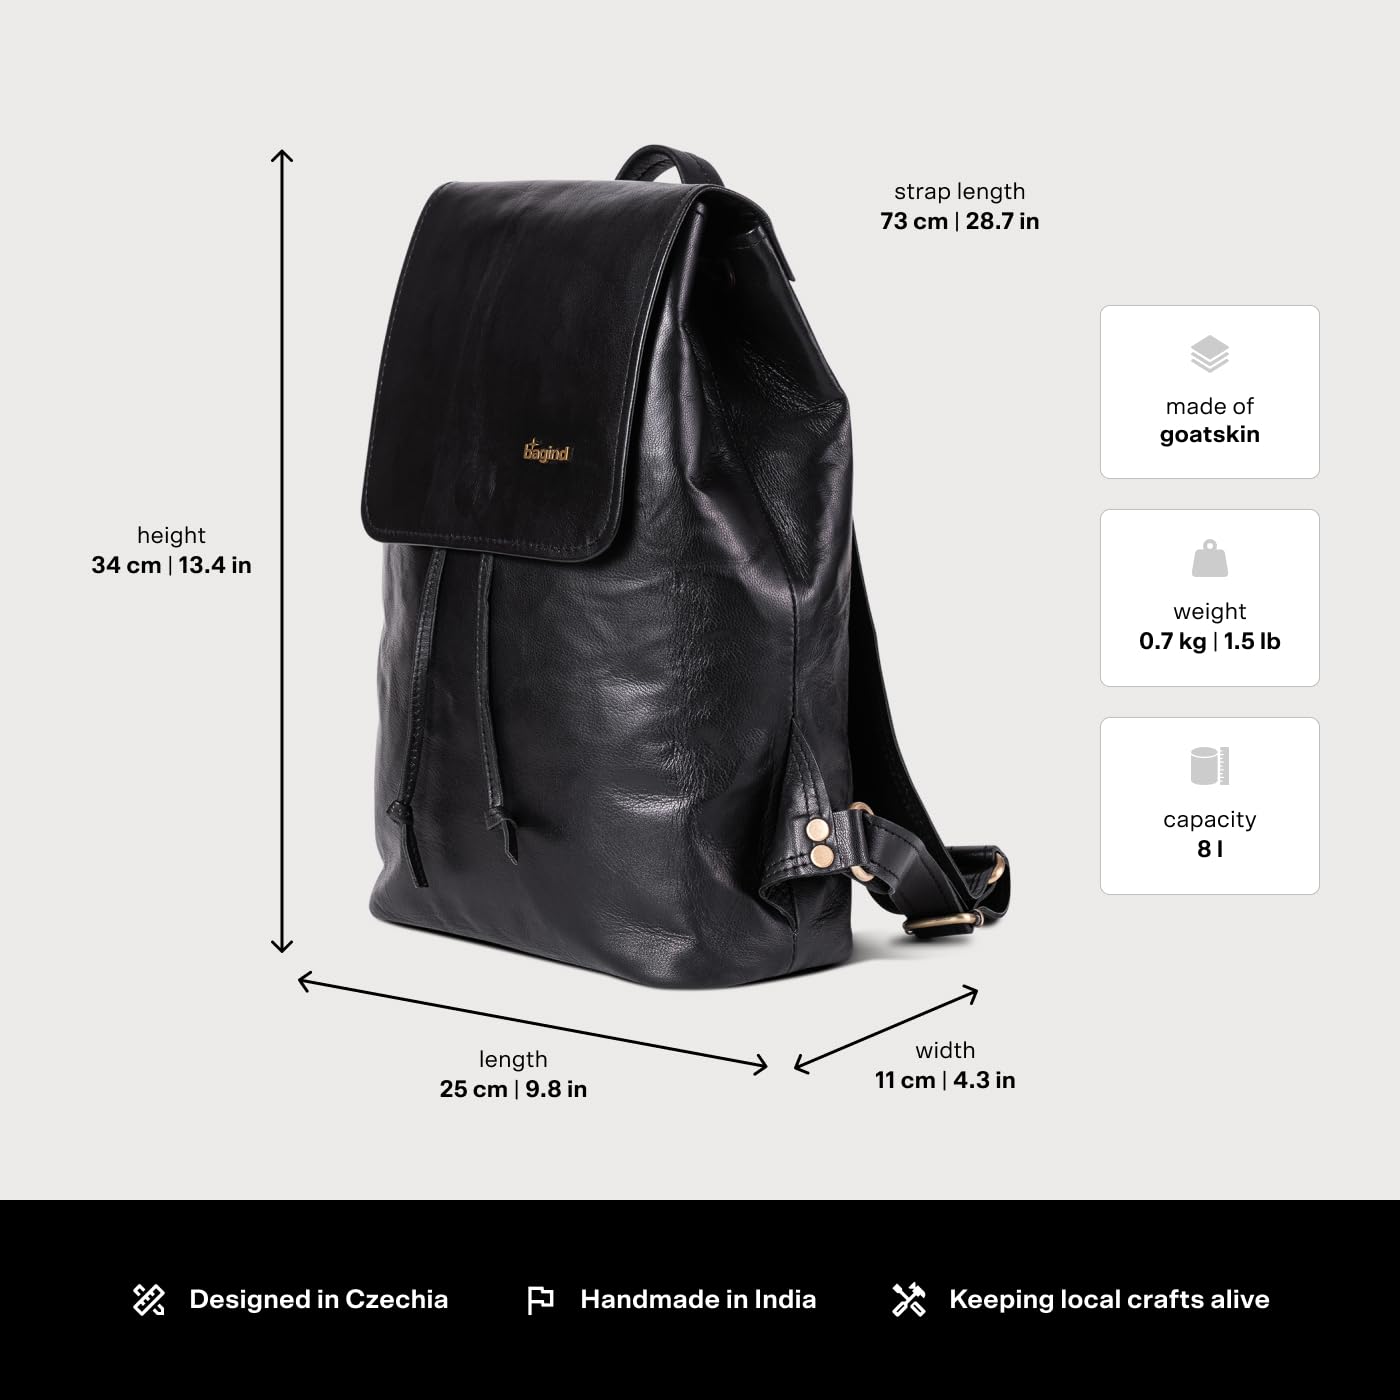 strap length
73 cm | 28.7 in
bagind
made of
goatskin
height
34 cm | 13.4 in
weight
0.7 kg | 1.5 lb
capacity
8 l
length
25 cm | 9.8 in
width
11 cm | 4.3 in
Designed in Czechia
Handmade in India
Keeping local crafts alive